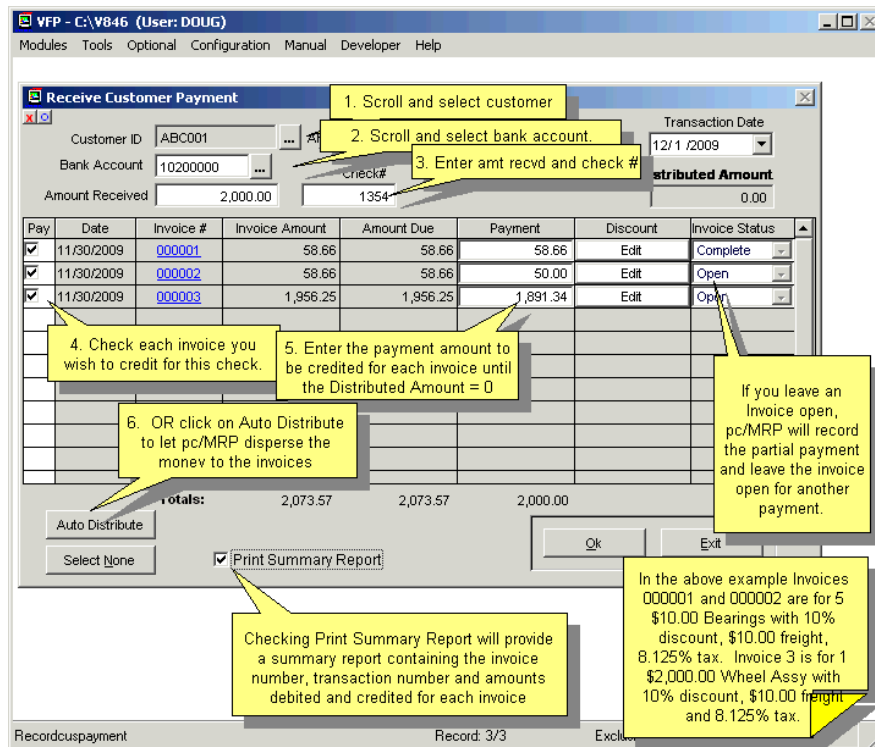 VFP - C:\V846 (User: DOUG)
Modules Tools Optional Configuration Manual Developer Help
Receive Customer Payment
1. Scroll and select customer
Transaction Date
Customer ID ABC001 ...
2. Scroll and select bank account.
12/ 1 /2009
Bank Account 10200000 ...
3. Enter amt recvd and check #
Check#
stributed Amount
Amount Received 2,000.00 1354 0.00
Pay Date Invoice # Invoice Amount Amount Due Payment Discount Invoice Status
11/30/2009 000001 58.66 58.66 58.66 Edit Complete
11/30/2009 000002 58.66 58.66 50.00 Edit Open
11/30/2009 000003 1,956.25 1,956.25 1,891.34 Edit Open
4. Check each invoice you
wish to credit for this check.
5. Enter the payment amount to
be credited for each invoice until
the Distributed Amount = 0
If you leave an
Invoice open,
pc/MRP will record
the partial payment
and leave the invoice
open for another
payment.
6. OR click on Auto Distribute
to let pc/MRP disperse the
money to the invoices
Totals: 2,073.57 2,073.57 2,000.00
Auto Distribute
Ok Exit
Select None
Print Summary Report
In the above example Invoices
000001 and 000002 are for 5
$10.00 Bearings with 10%
discount, $10.00 freight,
8.125% tax. Invoice 3 is for 1
$2,000.00 Wheel Assy with
10% discount, $10.00 freight
and 8.125% tax.
Checking Print Summary Report will provide
a summary report containing the invoice
number, transaction number and amounts
debited and credited for each invoice
Recordcuspayment Record: 3/3